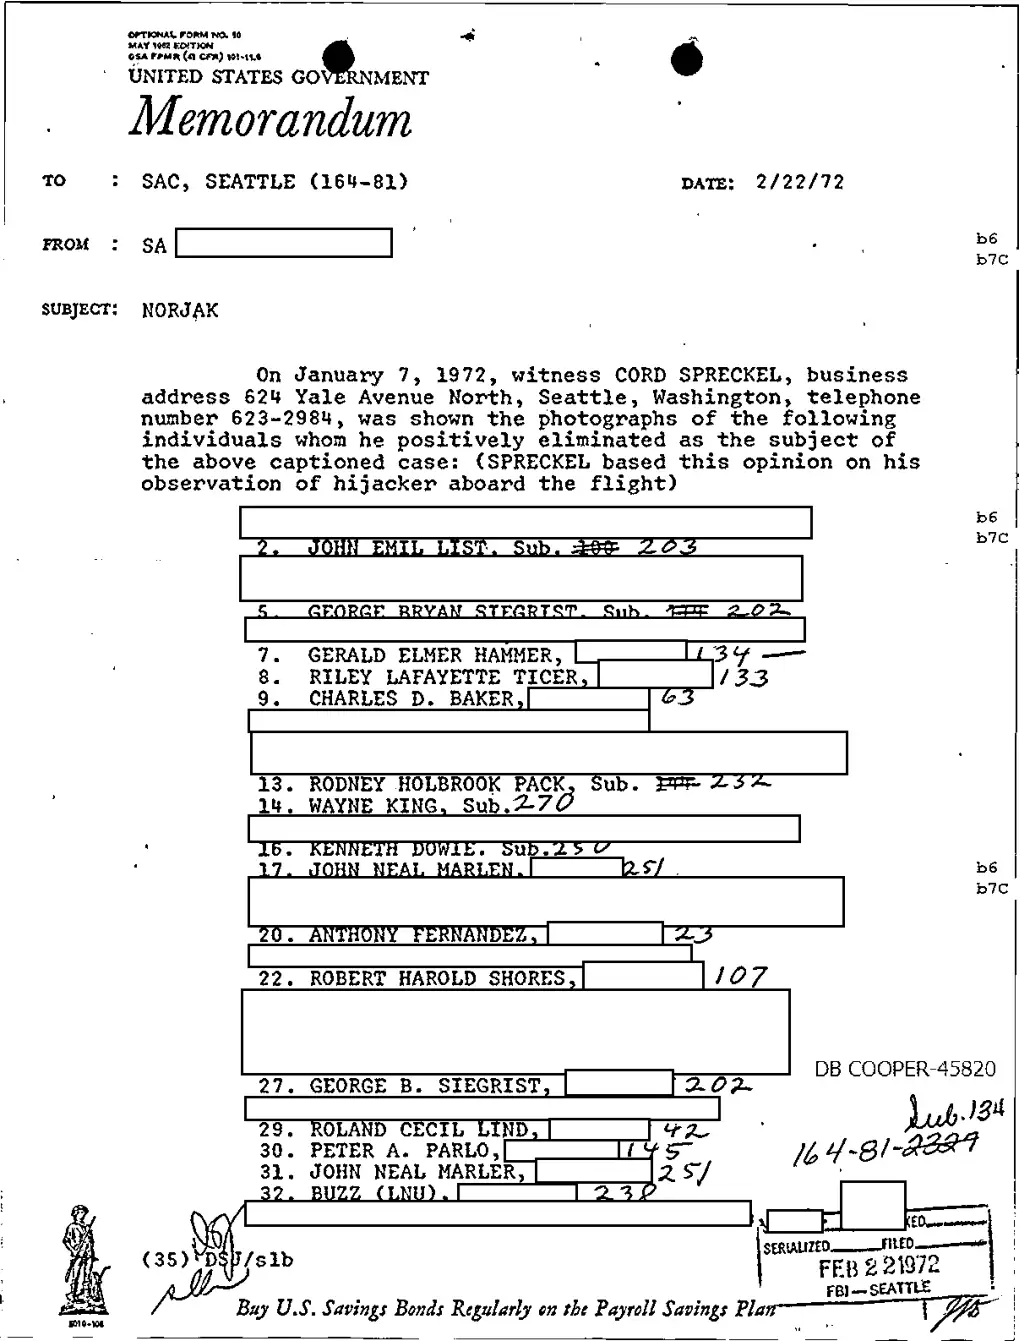 OPTIONAL FORM NO. 10
MAY 1962 EDITION
GSA FPMR (41 CFR) 101-11.6
UNITED STATES GOVERNMENT
Memorandum
TO : SAC, SEATTLE (164-81) DATE: 2/22/72
FROM : SA
b6
b7C
SUBJECT: NORJAK
On January 7, 1972, witness CORD SPRECKEL, business
address 624 Yale Avenue North, Seattle, Washington, telephone
number 623-2984, was shown the photographs of the following
individuals whom he positively eliminated as the subject of
the above captioned case: (SPRECKEL based this opinion on his
observation of hijacker aboard the flight)
b6
b7C
2. JOHN EMIL LIST. Sub. 203
5. GEORGE BRYAN SIEGRIST. Sub. 202
7. GERALD ELMER HAMMER, 134 —
8. RILEY LAFAYETTE TICER, 133
9. CHARLES D. BAKER, 63
13. RODNEY HOLBROOK PACK, Sub. 232
14. WAYNE KING, Sub. 270
16. KENNETH DOWIE. Sub. 250
17. JOHN NEAL MARLEN, 251
b6
b7C
20. ANTHONY FERNANDEZ, 23
22. ROBERT HAROLD SHORES, 107
27. GEORGE B. SIEGRIST, 202
DB COOPER-45820
29. ROLAND CECIL LIND, 42
30. PETER A. PARLO, 145
31. JOHN NEAL MARLER, 251
32. BUZZ (LNU), 238
Sub. 134
164-81-2329
SERIALIZED FILED
FEB 22 1972
FBI — SEATTLE
(35) DSJ/slb
5010-108
Buy U.S. Savings Bonds Regularly on the Payroll Savings Plan